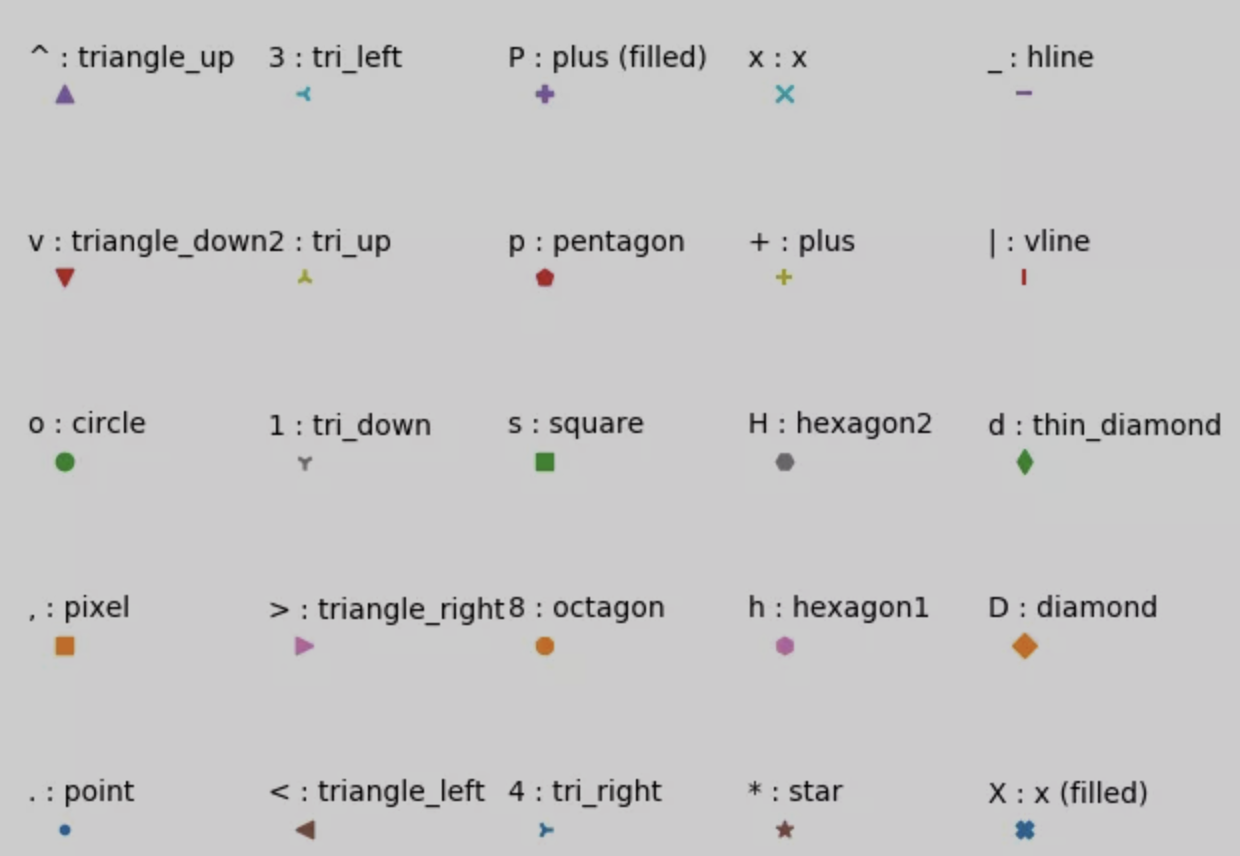 ^ : triangle_up 3 : tri_left P : plus (filled) x : x _ : hline
v : triangle_down 2 : tri_up p : pentagon + : plus | : vline
o : circle 1 : tri_down s : square H : hexagon2 d : thin_diamond
, : pixel > : triangle_right 8 : octagon h : hexagon1 D : diamond
. : point < : triangle_left 4 : tri_right * : star X : x (filled)